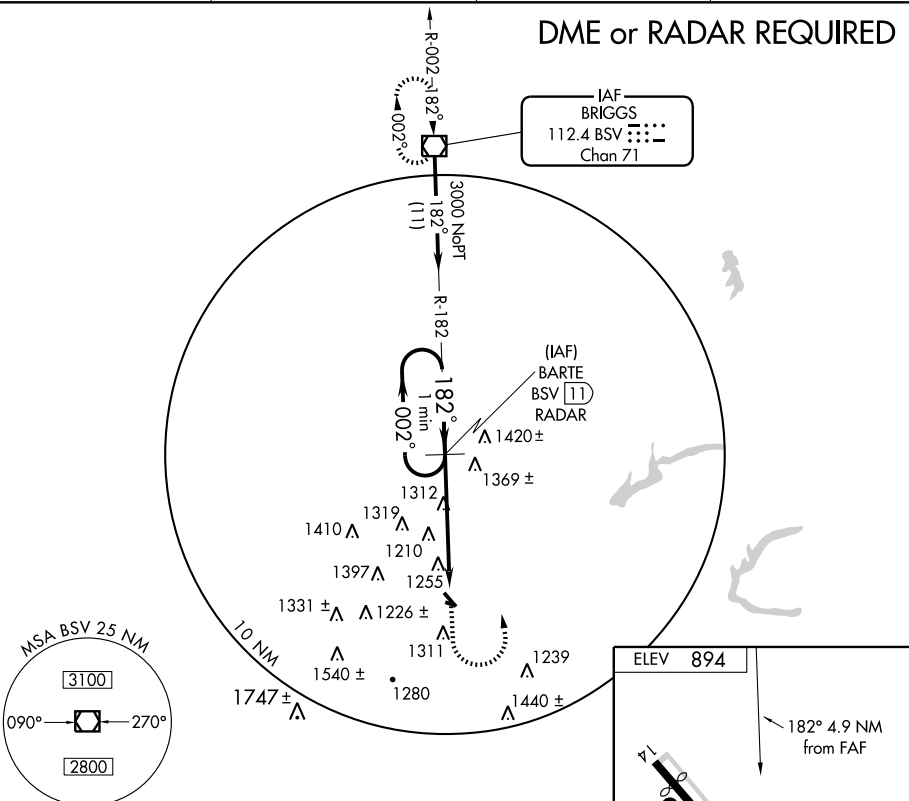 DME or RADAR REQUIRED
R-002
182°
002°
IAF
BRIGGS
112.4 BSV
Chan 71
3000 NoPT
182°
(11)
R-182
182°
1 min
002°
(IAF)
BARTE
BSV 11
RADAR
1420 ±
1369 ±
1312
1319
1410
1210
1397
1255
1331 ±
1226 ±
1311
1540 ±
1239
1280
1440 ±
10 NM
1747 ±
MSA BSV 25 NM
3100
090°
270°
2800
ELEV 894
182° 4.9 NM
from FAF
14